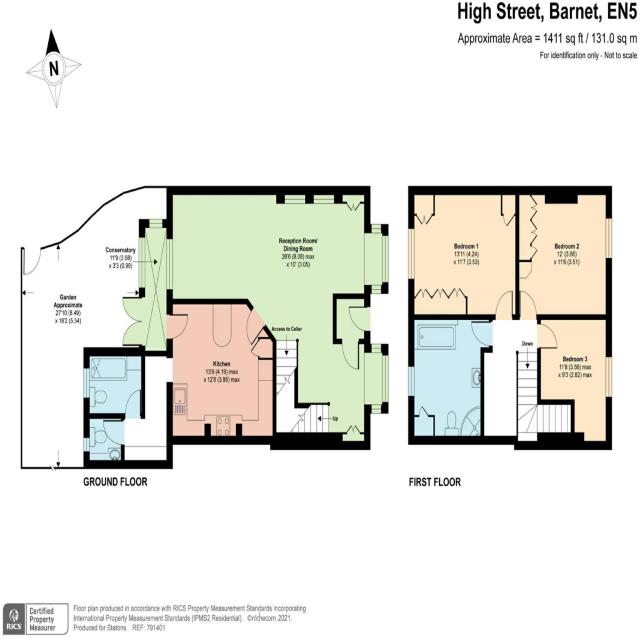 High Street, Barnet, EN5
Approximate Area = 1411 sq ft / 131.0 sq m
For identification only - Not to scale
N
Conservatory
11'9 (3.58)
x 3'3 (0.99)
Garden
Approximate
27'10 (8.49)
x 18'2 (5.54)
Reception Room/
Dining Room
26'6 (8.08) max
x 10' (3.05)
Access to Cellar
Kitchen
13'9 (4.19) max
x 12'8 (3.86) max
Up
GROUND FLOOR
Bedroom 1
13'11 (4.24)
x 11'7 (3.53)
Bedroom 2
12' (3.66)
x 11'6 (3.51)
Bedroom 3
11'8 (3.56) max
x 9'3 (2.82) max
Down
FIRST FLOOR
RICS
Certified
Property
Measurer
Floor plan produced in accordance with RICS Property Measurement Standards incorporating
International Property Measurement Standards (IPMS2 Residential). ©nichecom 2021.
Produced for Statons REF: 791401